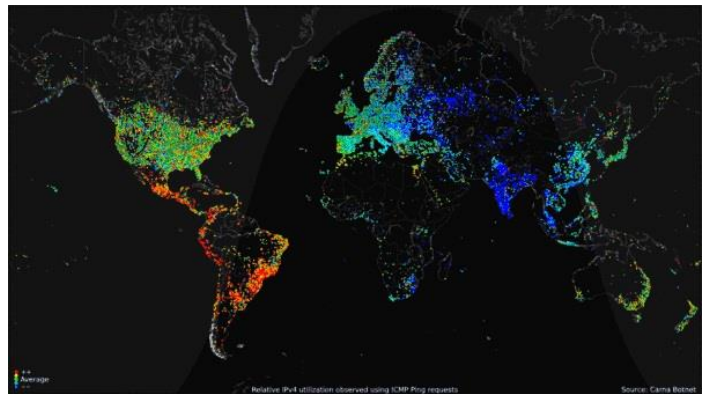 ++
Average
--
Relative IPv4 utilization observed using ICMP Ping requests
Source: Carna Botnet